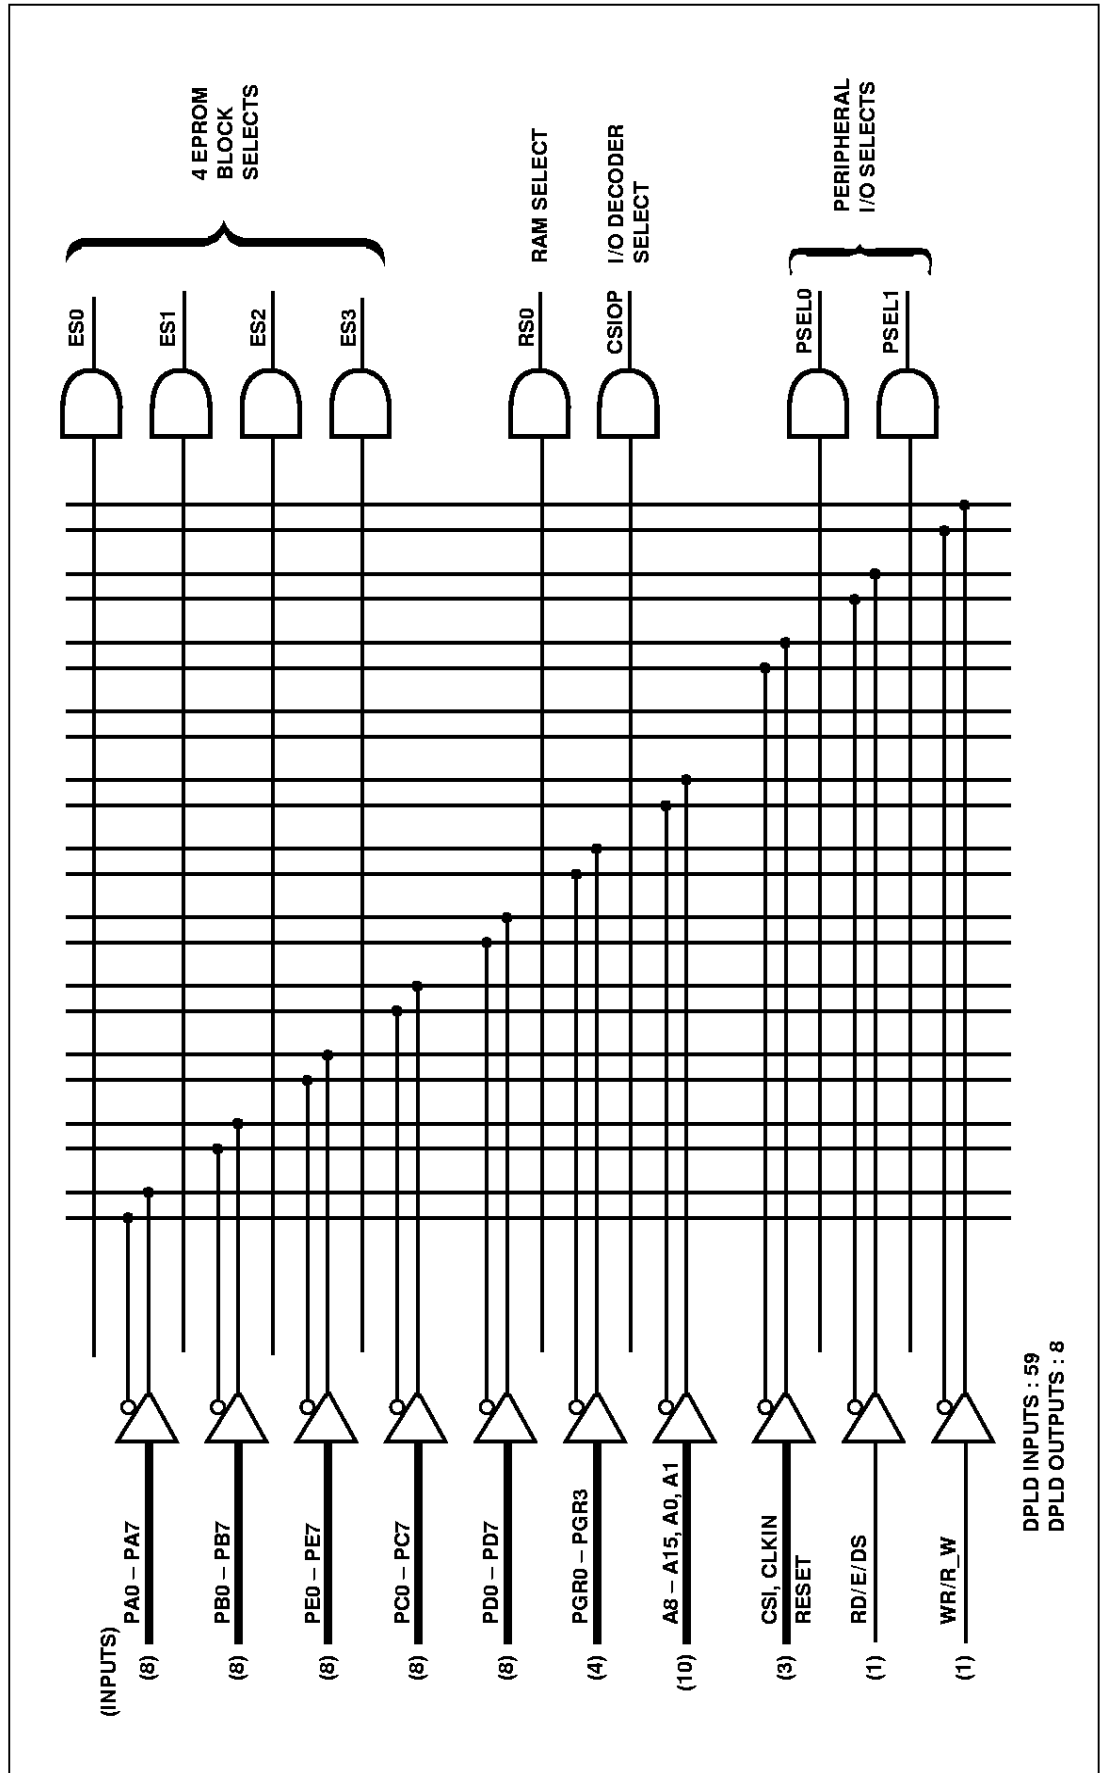 (INPUTS)
(8) PA0 – PA7
(8) PB0 – PB7
(8) PE0 – PE7
(8) PC0 – PC7
(8) PD0 – PD7
(4) PGR0 – PGR3
(10) A8 – A15, A0, A1
(3) CSI, CLKIN
RESET
(1) RD/E/DS
(1) WR/R_W
ES0
ES1
ES2
ES3
4 EPROM
BLOCK
SELECTS
RS0
RAM SELECT
CSIOP
I/O DECODER
SELECT
PSEL0
PSEL1
PERIPHERAL
I/O SELECTS
DPLD INPUTS : 59
DPLD OUTPUTS : 8